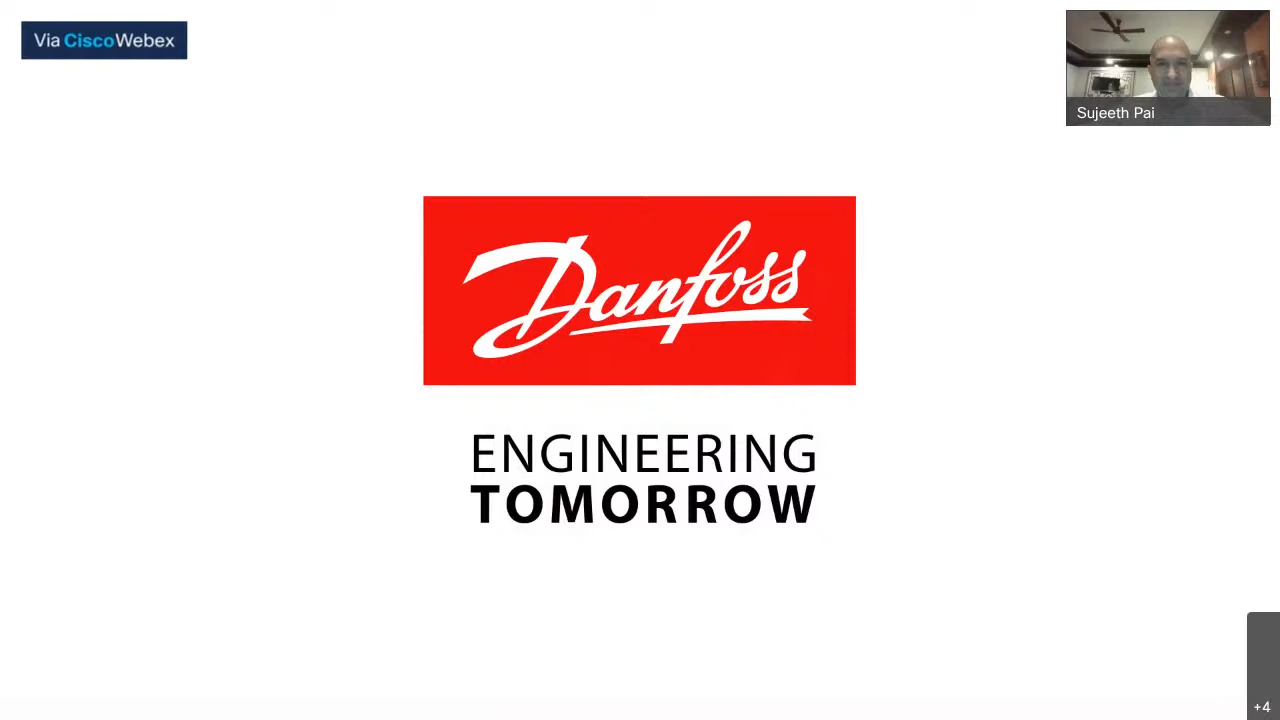 Via CiscoWebex
Sujeeth Pai
Danfoss
ENGINEERING
TOMORROW
+4